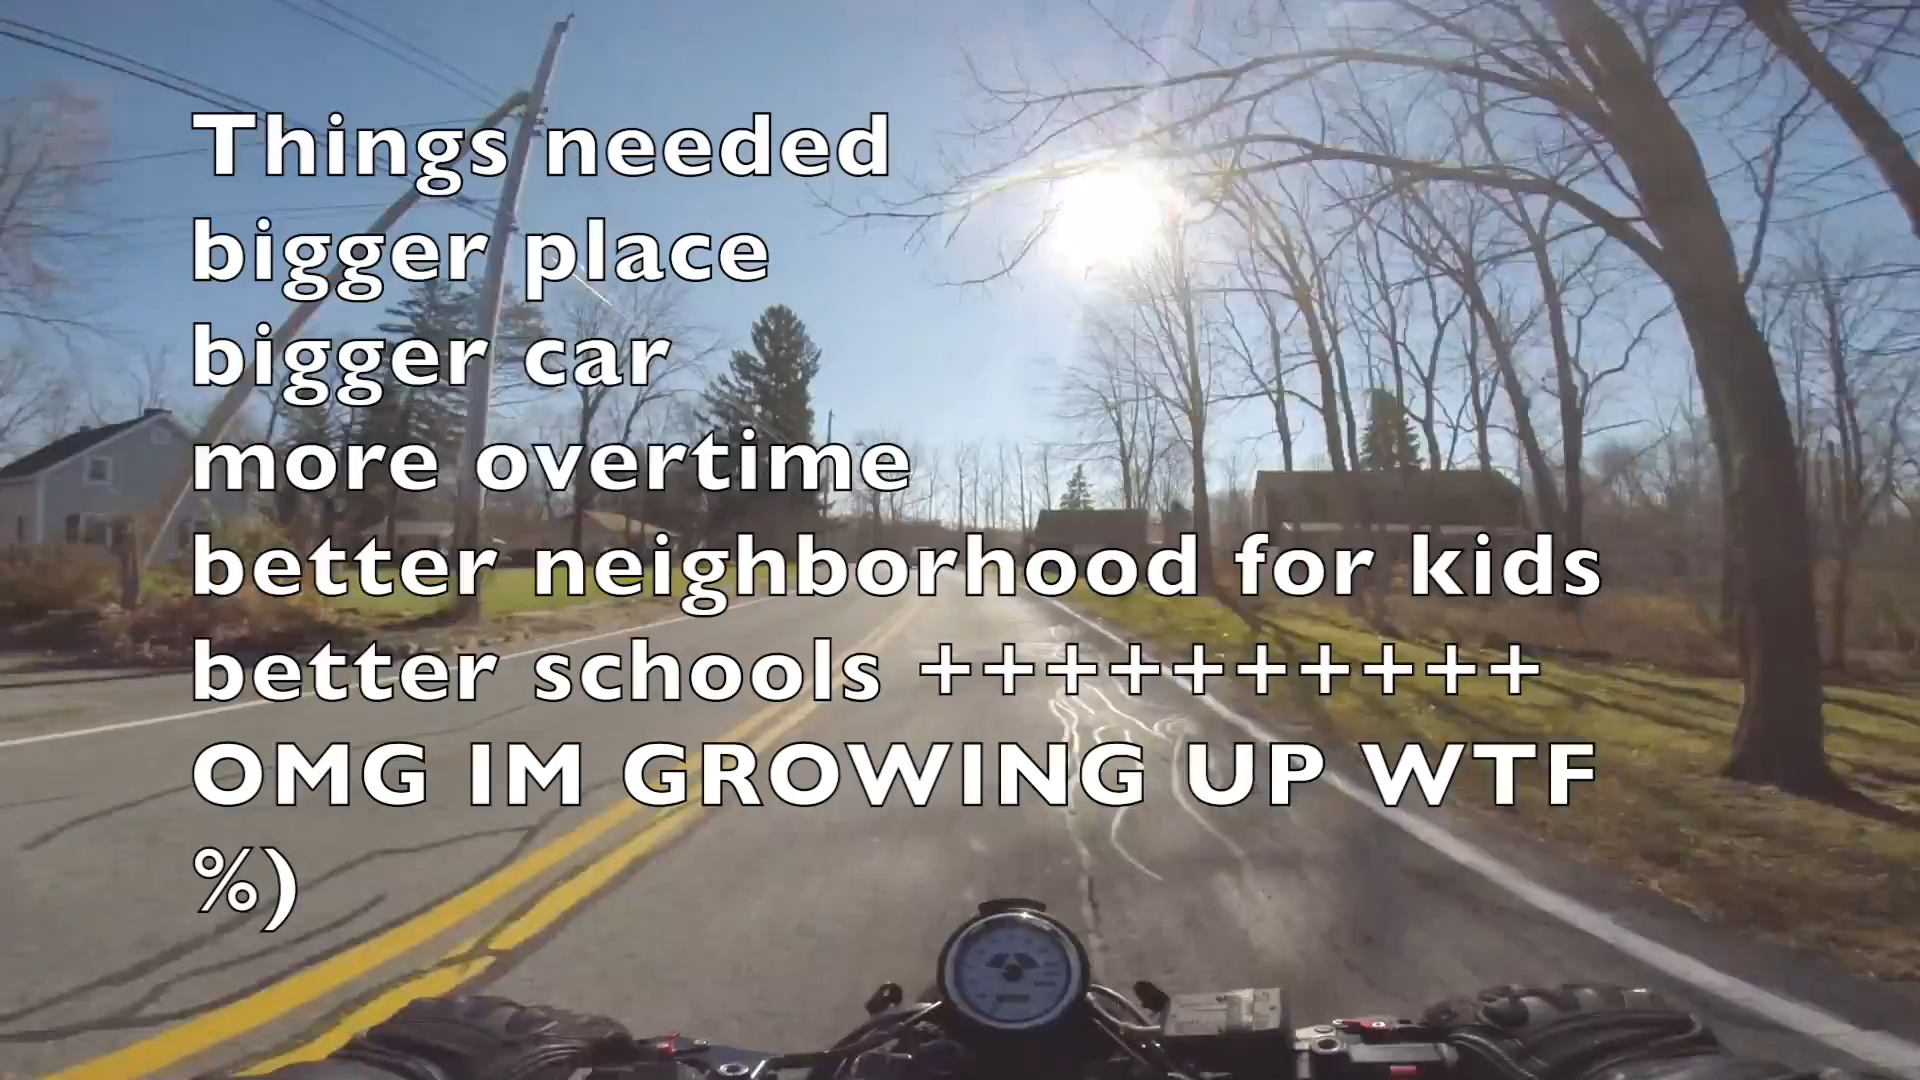 Things needed
bigger place
bigger car
more overtime
better neighborhood for kids
better schools ++++++++++
OMG IM GROWING UP WTF
%)